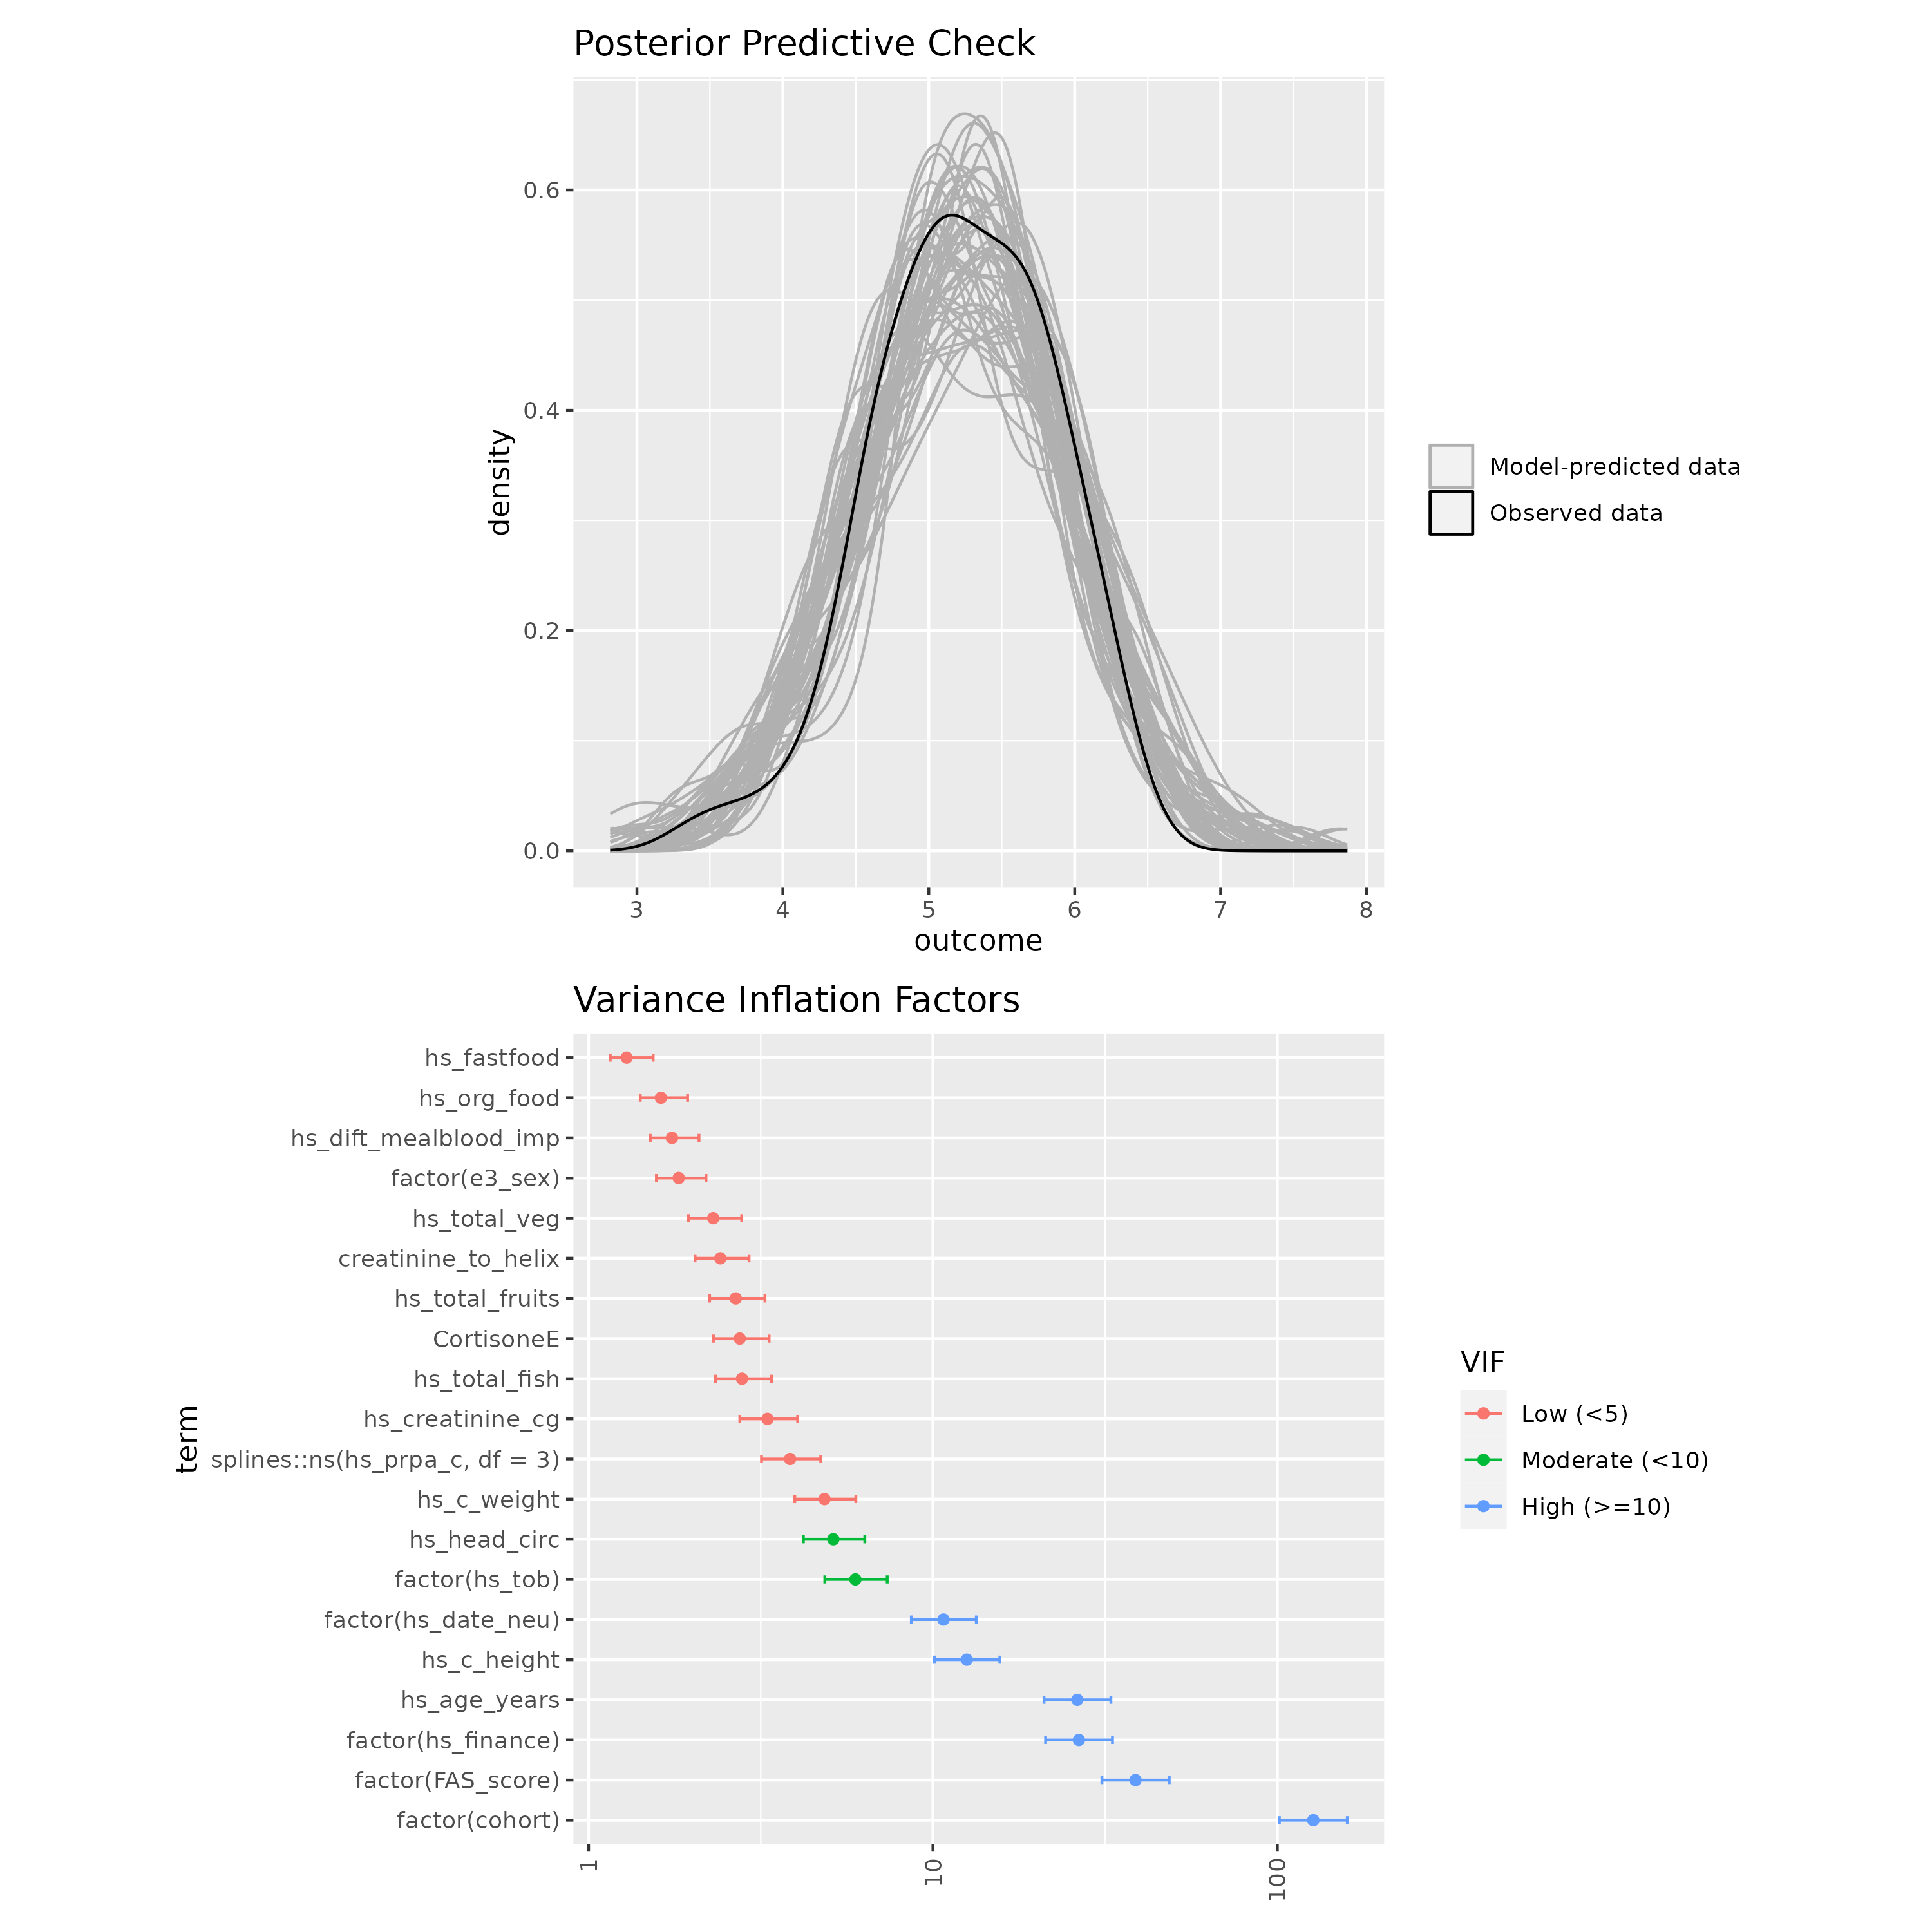 Posterior Predictive Check
0.6
0.4
0.2
0.0
density
3 4 5 6 7 8
outcome
Model-predicted data
Observed data
Variance Inflation Factors
term
hs_fastfood
hs_org_food
hs_dift_mealblood_imp
factor(e3_sex)
hs_total_veg
creatinine_to_helix
hs_total_fruits
CortisoneE
hs_total_fish
hs_creatinine_cg
splines::ns(hs_prpa_c, df = 3)
hs_c_weight
hs_head_circ
factor(hs_tob)
factor(hs_date_neu)
hs_c_height
hs_age_years
factor(hs_finance)
factor(FAS_score)
factor(cohort)
1 10 100
VIF
Low (<5)
Moderate (<10)
High (>=10)